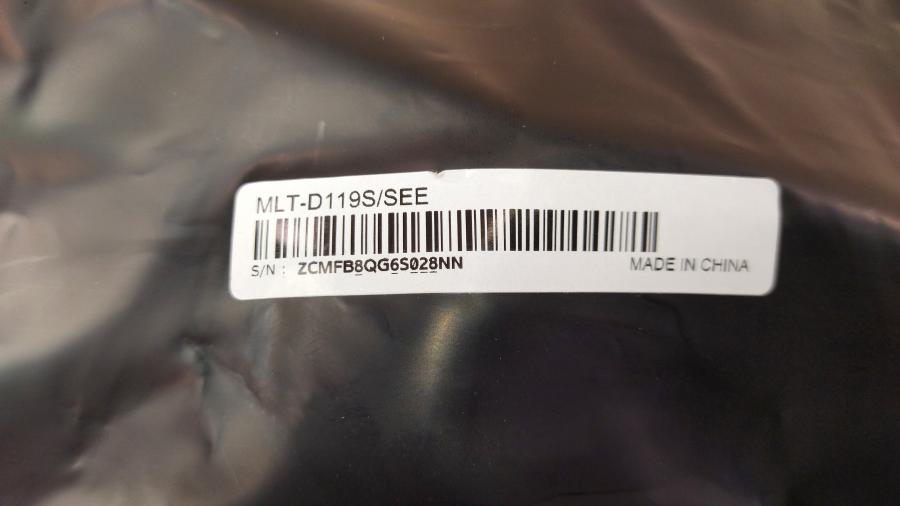 MLT-D119S/SEE
S/N : ZCMFB8QG6S028NN
MADE IN CHINA